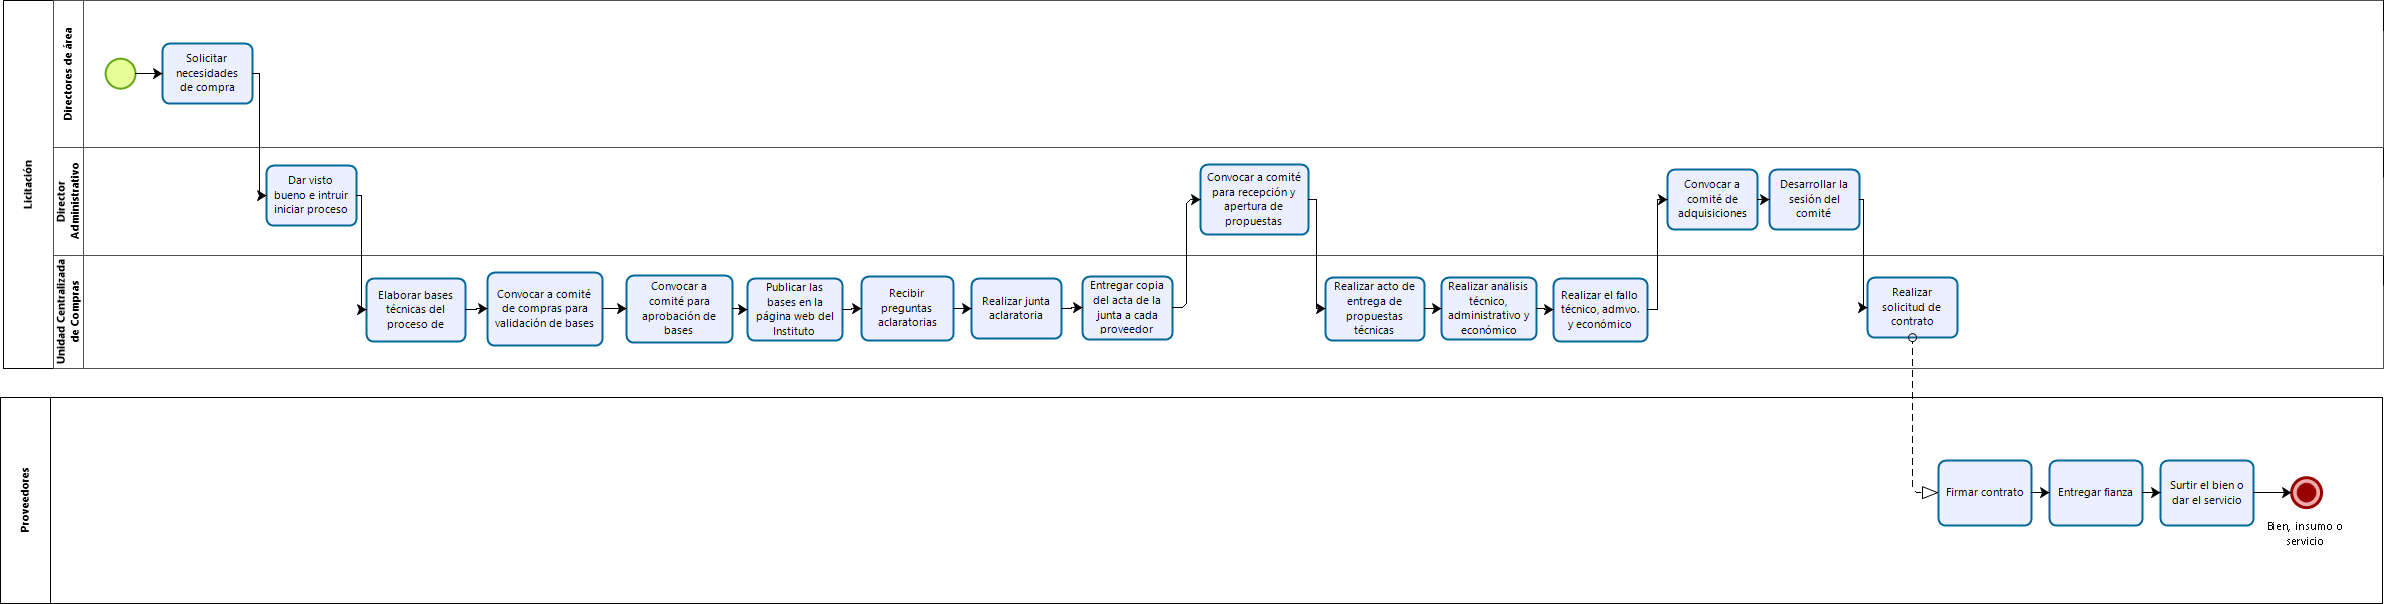 Licitación
Directores de área
Solicitar
necesidades
de compra
Director
Administrativo
Dar visto
bueno e intruir
iniciar proceso
Convocar a comité
para recepción y
apertura de
propuestas
Convocar a
comité de
adquisiciones
Desarrollar la
sesión del
comité
Unidad Centralizada
de Compras
Elaborar bases
técnicas del
proceso de
Convocar a comité
de compras para
validación de bases
Convocar a
comité para
aprobación de
bases
Publicar las
bases en la
página web del
Instituto
Recibir
preguntas
aclaratorias
Realizar junta
aclaratoria
Entregar copia
del acta de la
junta a cada
proveedor
Realizar acto de
entrega de
propuestas
técnicas
Realizar análisis
técnico,
administrativo y
económico
Realizar el fallo
técnico, admvo.
y económico
Realizar
solicitud de
contrato
Proveedores
Firmar contrato
Entregar fianza
Surtir el bien o
dar el servicio
Bien, insumo o
servicio